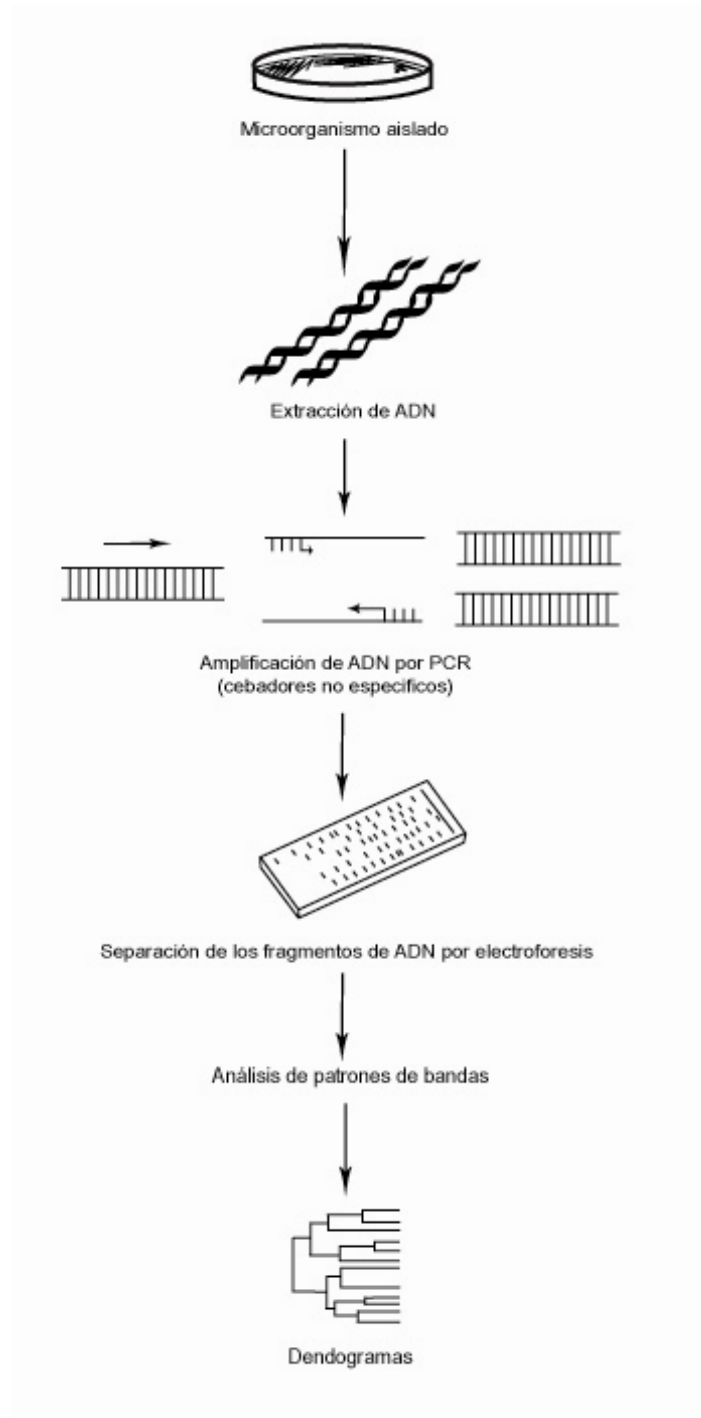 Microorganismo aislado
Extracción de ADN
Amplificación de ADN por PCR
(cebadores no específicos)
Separación de los fragmentos de ADN por electroforesis
Análisis de patrones de bandas
Dendogramas